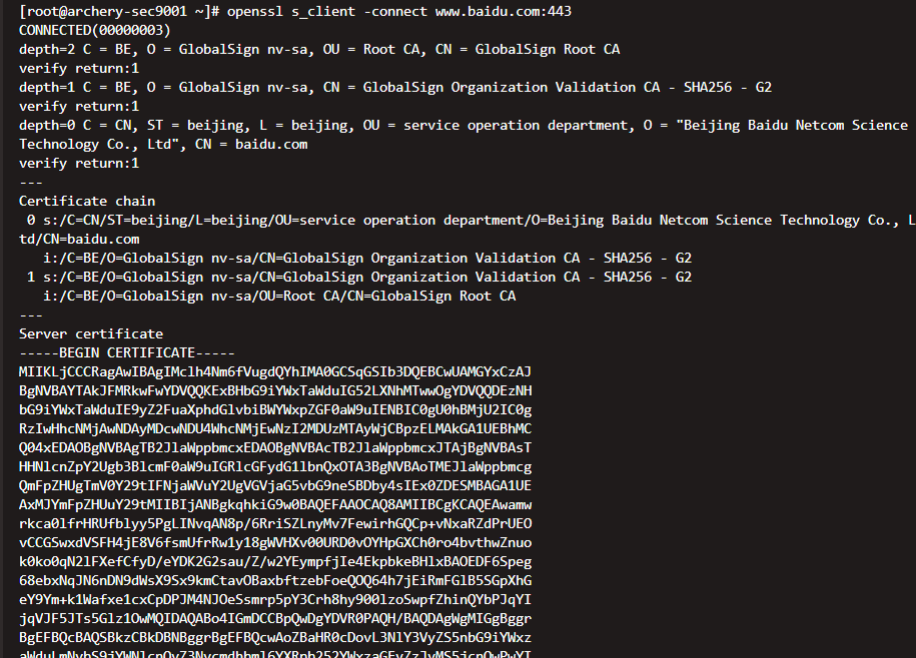 [root@archery-sec9001 ~]# openssl s_client -connect www.baidu.com:443
CONNECTED(00000003)
depth=2 C = BE, O = GlobalSign nv-sa, OU = Root CA, CN = GlobalSign Root CA
verify return:1
depth=1 C = BE, O = GlobalSign nv-sa, CN = GlobalSign Organization Validation CA - SHA256 - G2
verify return:1
depth=0 C = CN, ST = beijing, L = beijing, OU = service operation department, O = "Beijing Baidu Netcom Science
Technology Co., Ltd", CN = baidu.com
verify return:1
---
Certificate chain
0 s:/C=CN/ST=beijing/L=beijing/OU=service operation department/O=Beijing Baidu Netcom Science Technology Co., L
td/CN=baidu.com
i:/C=BE/O=GlobalSign nv-sa/CN=GlobalSign Organization Validation CA - SHA256 - G2
1 s:/C=BE/O=GlobalSign nv-sa/CN=GlobalSign Organization Validation CA - SHA256 - G2
i:/C=BE/O=GlobalSign nv-sa/OU=Root CA/CN=GlobalSign Root CA
---
Server certificate
-----BEGIN CERTIFICATE-----
MIIKLjCCCRagAwIBAgIMclh4Nm6fVugdQYhIMA0GCSqGSIb3DQEBCwUAMGYxCzAJ
BgNVBAYTAkJFMRkwFwYDVQQKExBHbG9iYWxTaWduIG52LXNhMTwwOgYDVQQDEzNH
bG9iYWxTaWduIE9yZ2FuaXphdGlvbiBWYWxpZGF0aW9uIENBIC0gU0hBMjU2IC0g
RzIwHhcNMjAwNDAyMDcwNDU4WhcNMjEwNzI2MDUzMTAyWjCBpzELMAkGA1UEBhMC
Q04xEDAOBgNVBAgTB2JlaWppbmcxEDAOBgNVBAcTB2JlaWppbmcxJTAjBgNVBAsT
HHNlcnZpY2Ugb3BlcmF0aW9uIGRlcGFydG1lbnQxOTA3BgNVBAoTMEJlaWppbmcg
QmFpZHUgTmV0Y29tIFNjaWVuY2UgVGVjaG5vbG9neSBDby4sIEx0ZDESMBAGA1UE
AxMJYmFpZHUuY29tMIIBIjANBgkqhkiG9w0BAQEFAAOCAQ8AMIIBCgKCAQEAwamw
rkca0lfrHRUfblyy5PgLINvqAN8p/6RriSZLnyMv7FewirhGQCp+vNxaRZdPrUEO
vCCGSwxdVSFH4jE8V6fsmUfrRw1y18gWVHXv00URD0vOYHpGXCh0ro4bvthwZnuo
k0ko0qN2lFXefCfyD/eYDK2G2sau/Z/w2YEympfjIe4EkpbkeBHlxBAOEDF6Speg
68ebxNqJN6nDN9dWsX9Sx9kmCtavOBaxbftzebFoeQOQ64h7jEiRmFGlB5SGpXhG
eY9Ym+k1Wafxe1cxCpDPJM4NJOeSsmrp5pY3Crh8hy900lzoSwpfZhinQYbPJqYI
jqVJF5JTs5Glz1OwMQIDAQABo4IGmDCCBpQwDgYDVR0PAQH/BAQDAgWgMIGgBggr
BgEFBQcBAQSBkzCBkDBNBggrBgEFBQcwAoZBaHR0cDovL3NlY3VyZS5nbG9iYWxz